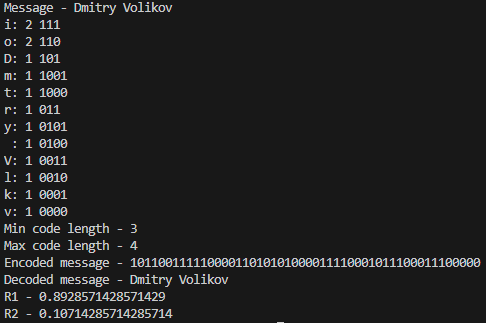 Message - Dmitry Volikov
i: 2 111
o: 2 110
D: 1 101
m: 1 1001
t: 1 1000
r: 1 011
y: 1 0101
 : 1 0100
V: 1 0011
l: 1 0010
k: 1 0001
v: 1 0000
Min code length - 3
Max code length - 4
Encoded message - 10110011111000011010101000011110001011100011100000
Decoded message - Dmitry Volikov
R1 - 0.8928571428571429
R2 - 0.10714285714285714